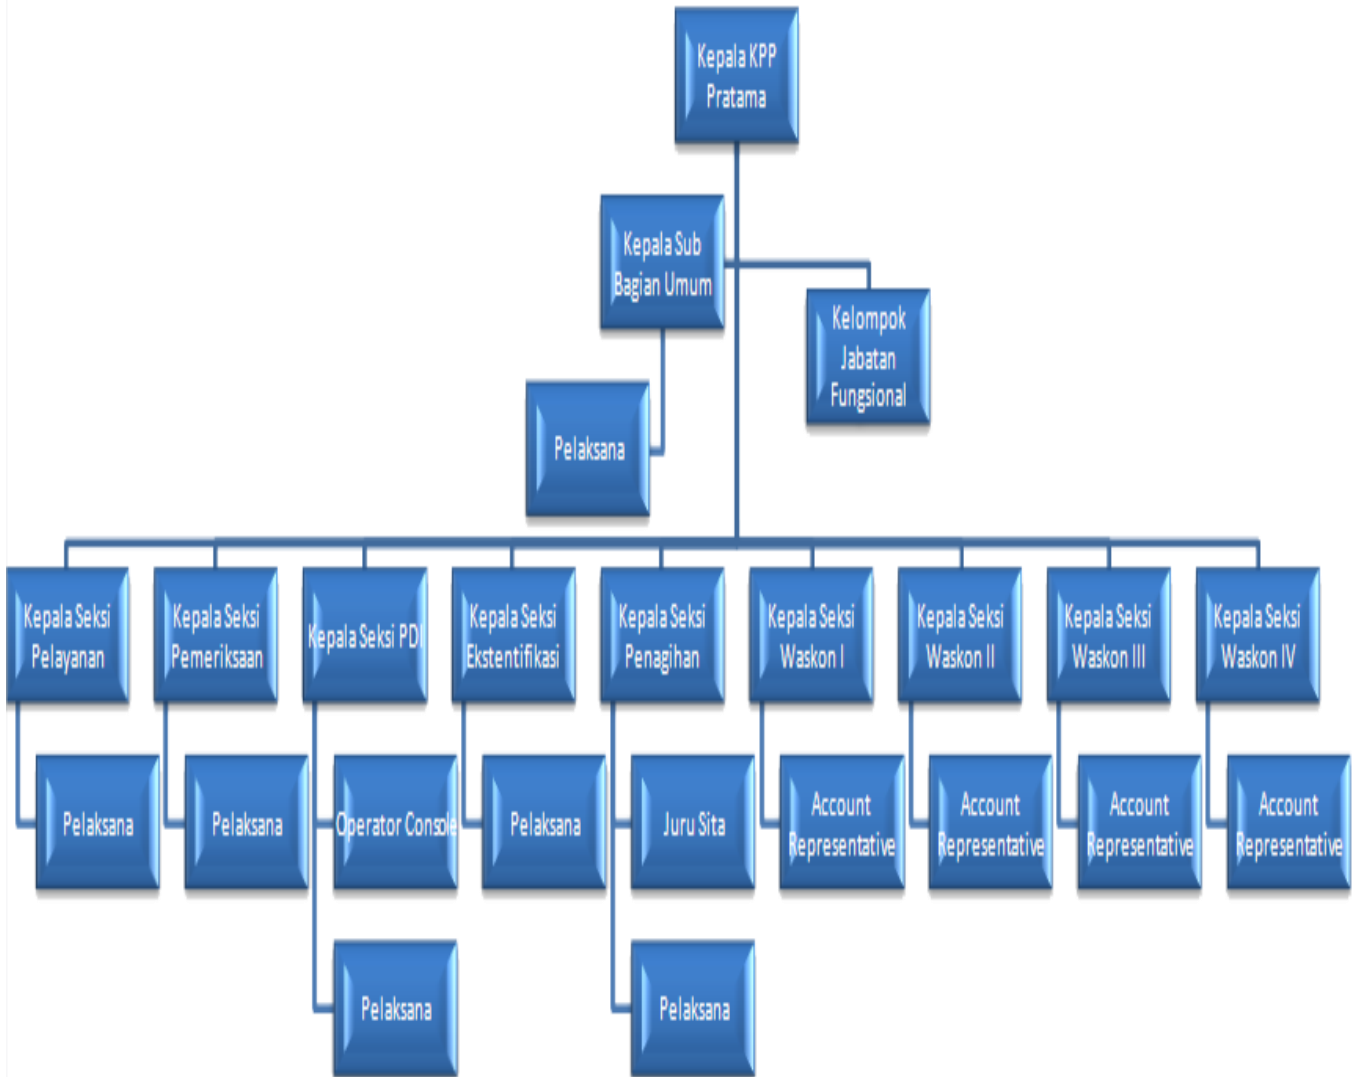 Kepala KPP
Pratama
Kepala Sub
Bagian Umum
Kelompok
Jabatan
Fungsional
Pelaksana
Kepala Seksi
Pelayanan
Kepala Seksi
Pemeriksaan
Kepala Seksi PDI
Kepala Seksi
Ekstentifikasi
Kepala Seksi
Penagihan
Kepala Seksi
Waskon I
Kepala Seksi
Waskon II
Kepala Seksi
Waskon III
Kepala Seksi
Waskon IV
Pelaksana
Pelaksana
Operator Console
Pelaksana
Juru Sita
Account
Representative
Account
Representative
Account
Representative
Account
Representative
Pelaksana
Pelaksana